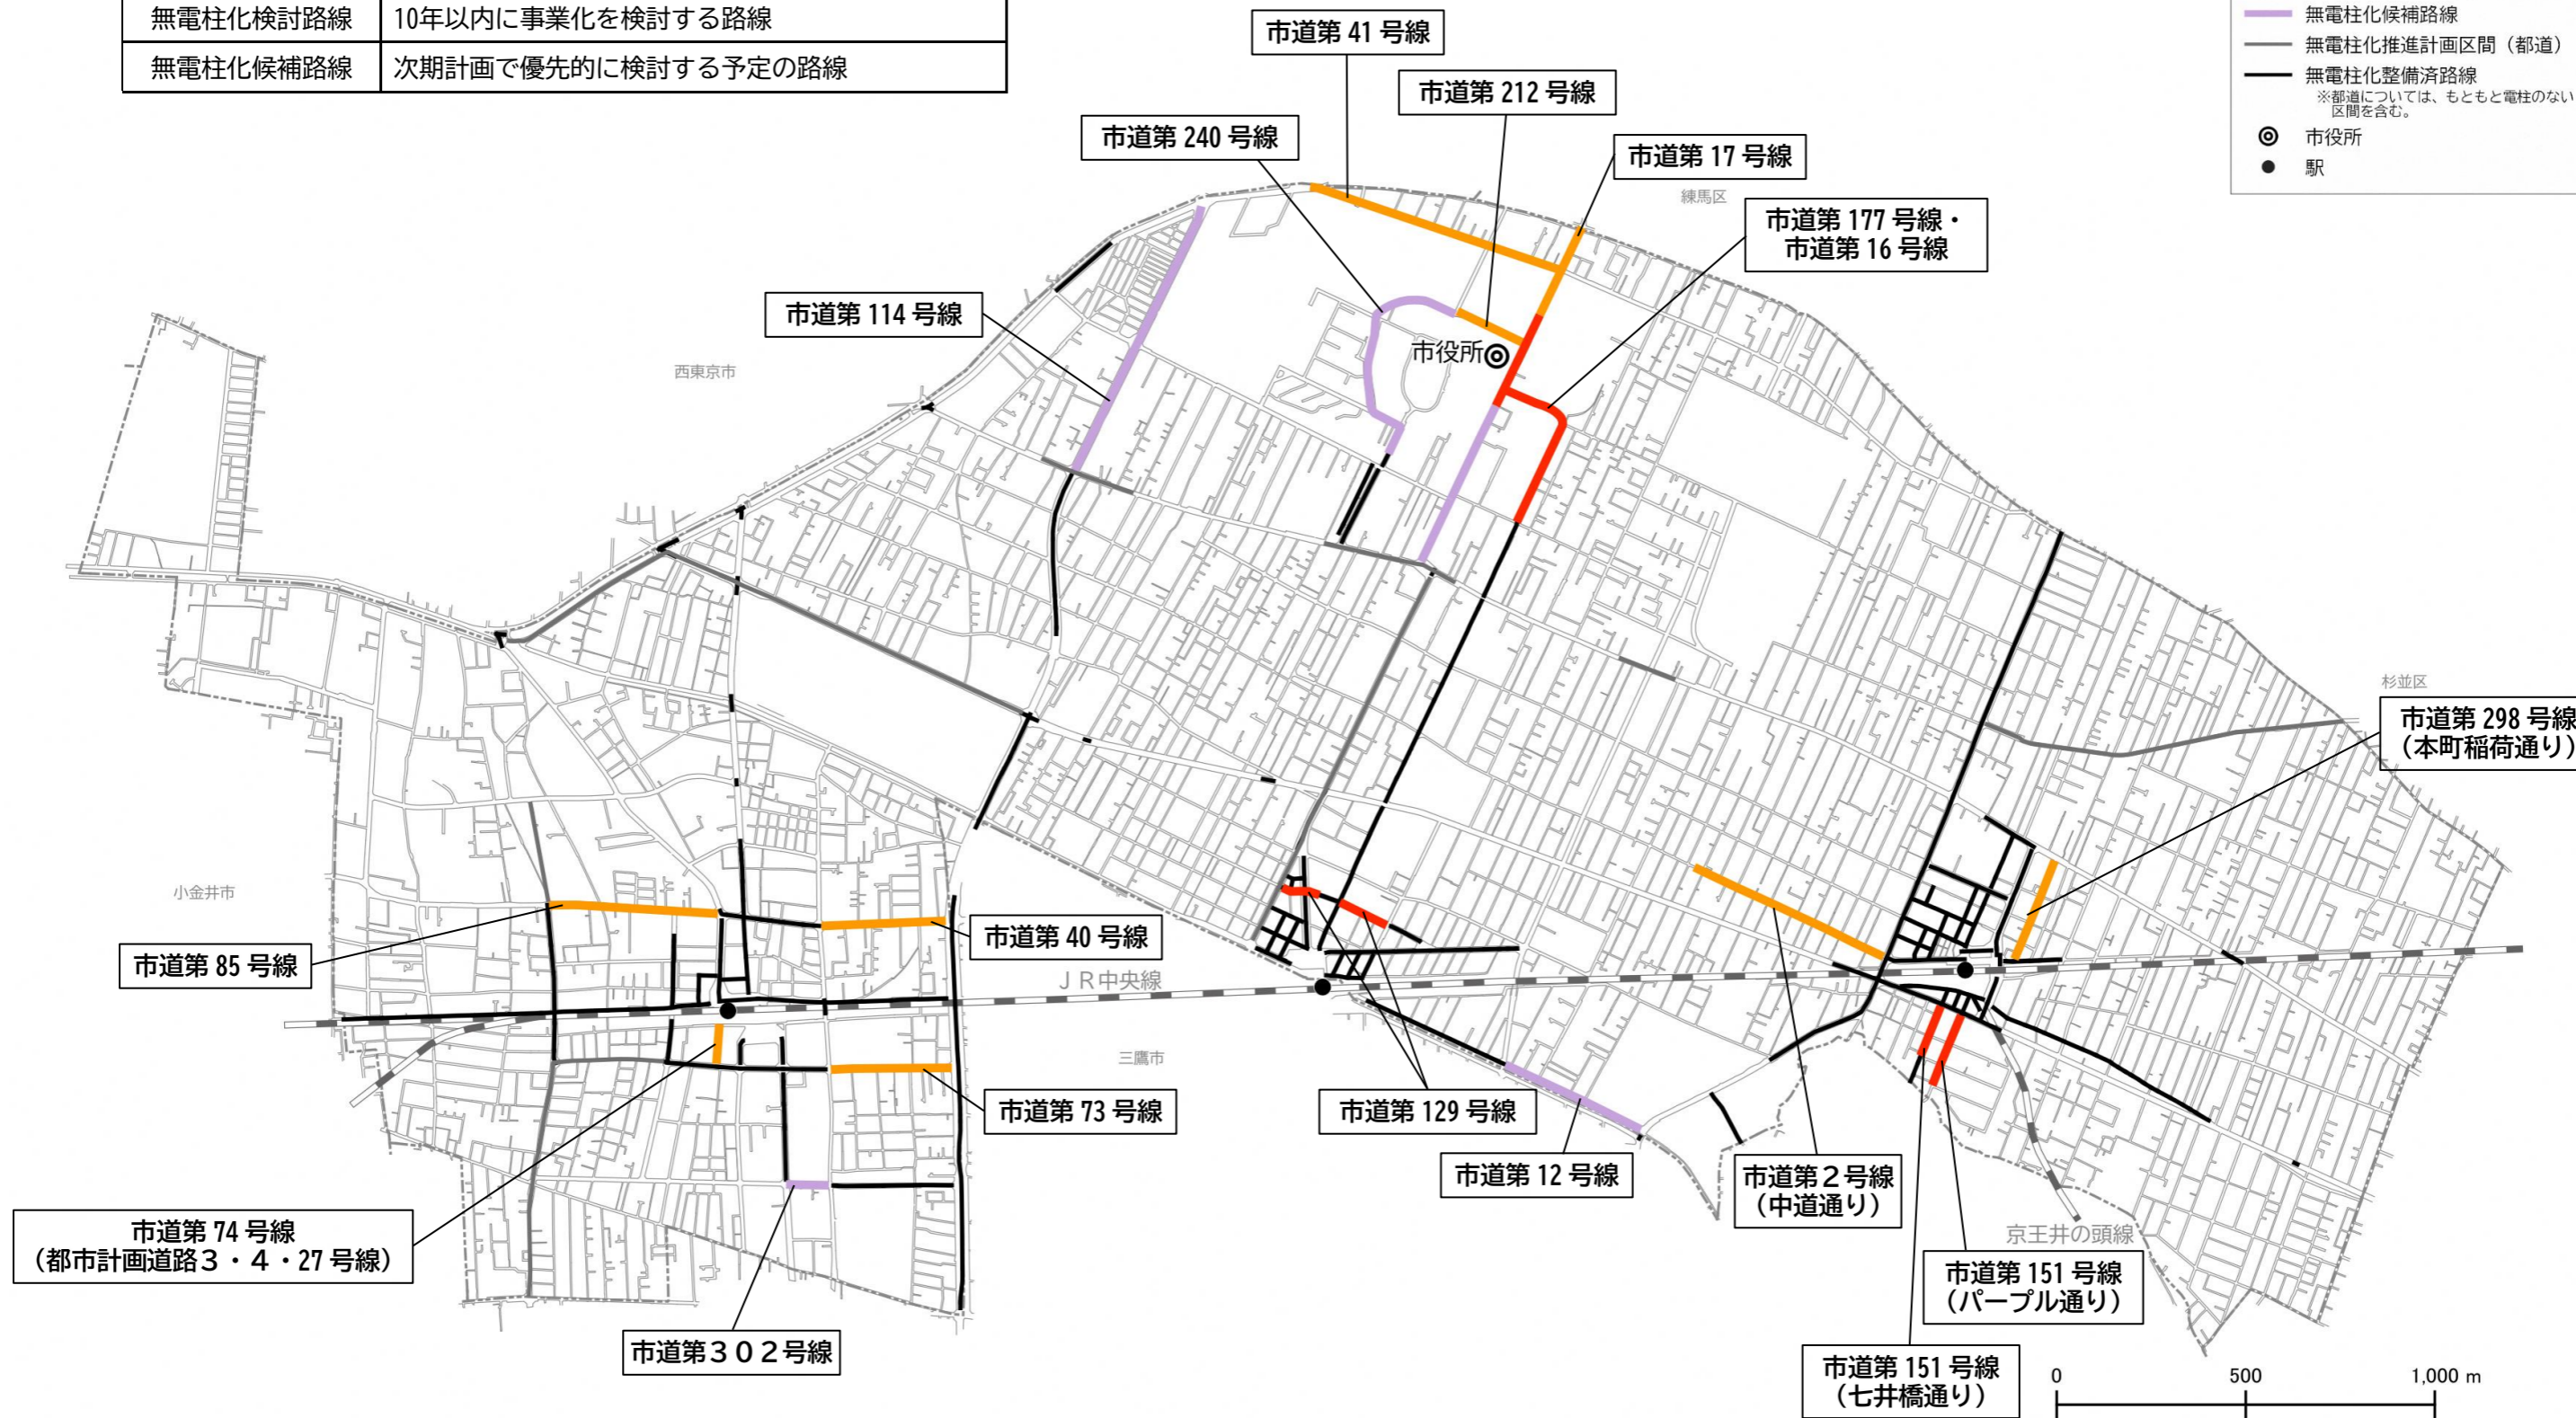 無電柱化検討路線 10年以内に事業化を検討する路線
無電柱化候補路線 次期計画で優先的に検討する予定の路線
無電柱化候補路線
無電柱化推進計画区間（都道）
無電柱化整備済路線
※都道については、もともと電柱のない
区間を含む。
市役所
駅
市道第 41 号線
市道第 212 号線
市道第 240 号線
市道第 17 号線
練馬区
市道第 177 号線・
市道第 16 号線
市道第 114 号線
市役所
西東京市
杉並区
市道第 298 号線
（本町稲荷通り）
小金井市
市道第 85 号線
市道第 40 号線
ＪＲ中央線
三鷹市
市道第 73 号線
市道第 129 号線
市道第 12 号線
市道第２号線
（中道通り）
市道第 74 号線
（都市計画道路３・４・27 号線）
京王井の頭線
市道第 151 号線
（パープル通り）
市道第３０２号線
市道第 151 号線
（七井橋通り）
0 500 1,000 m